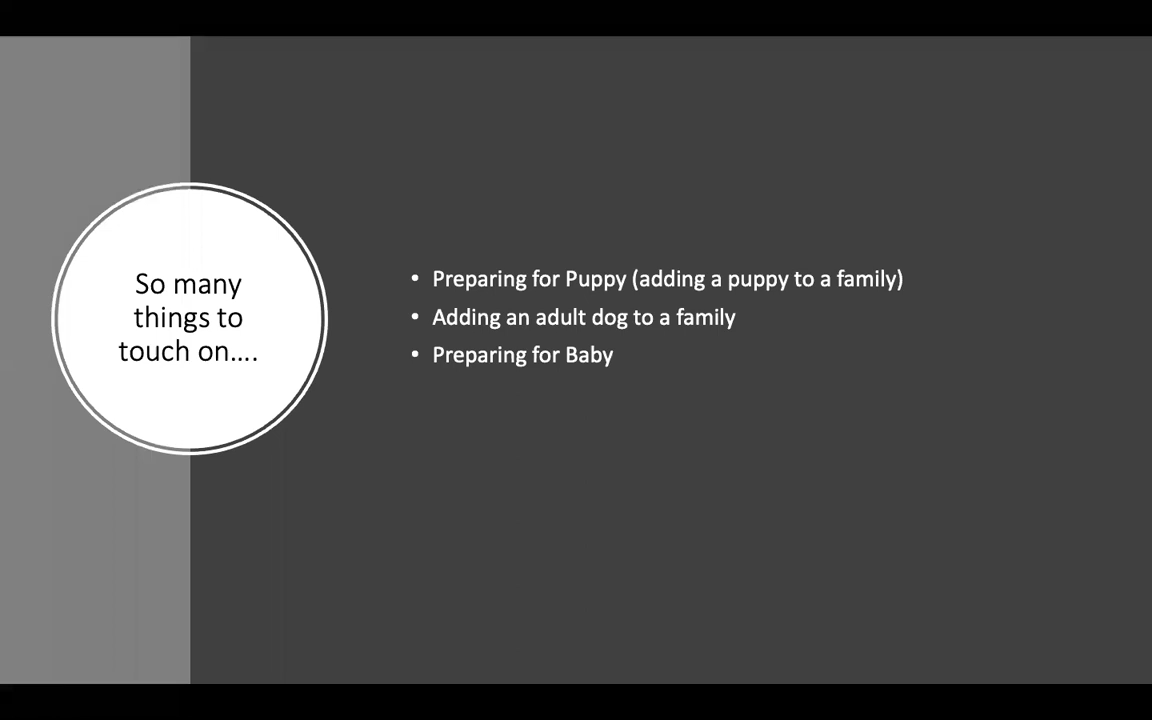 So many
things to
touch on....
• Preparing for Puppy (adding a puppy to a family)
• Adding an adult dog to a family
• Preparing for Baby